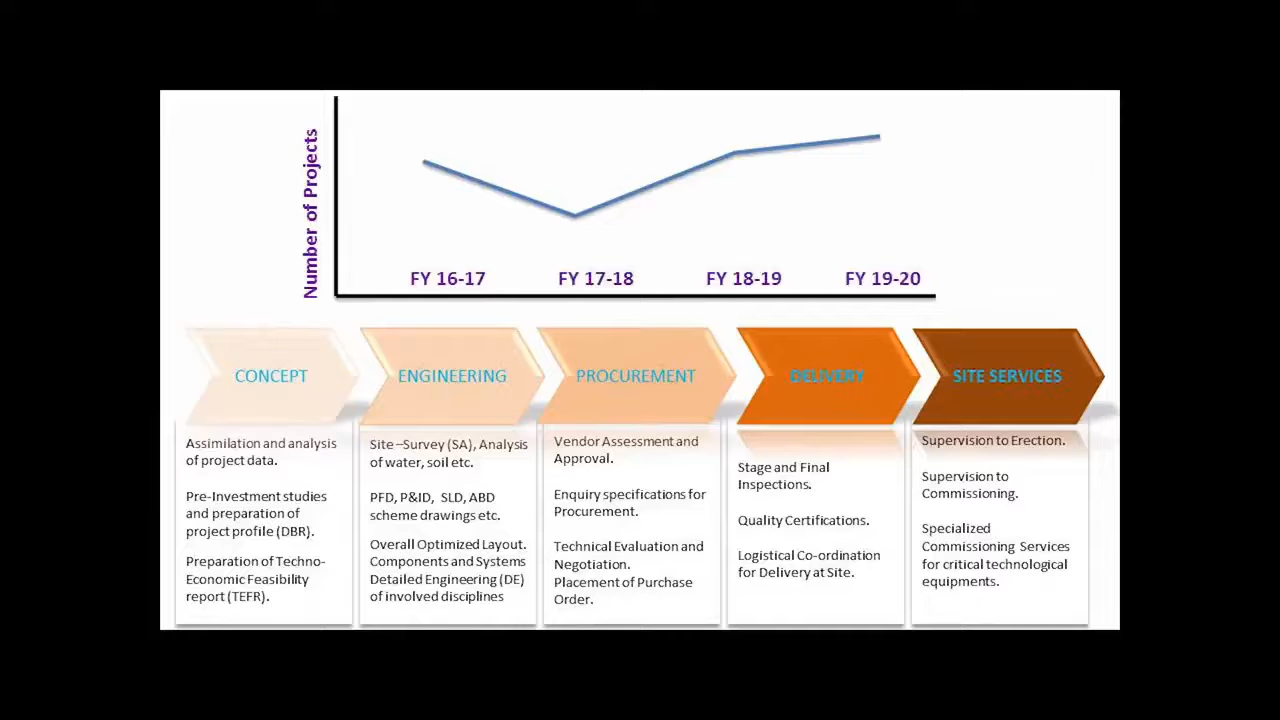 Number of Projects
FY 16-17
FY 17-18
FY 18-19
FY 19-20
CONCEPT
ENGINEERING
PROCUREMENT
DELIVERY
SITE SERVICES
Assimilation and analysis
of project data.
Pre-Investment studies
and preparation of
project profile (DBR).
Preparation of Techno-
Economic Feasibility
report (TEFR).
Site–Survey (SA), Analysis
of water, soil etc.
PFD, P&ID, SLD, ABD
scheme drawings etc.
Overall Optimized Layout.
Components and Systems
Detailed Engineering (DE)
of involved disciplines
Vendor Assessment and
Approval.
Enquiry specifications for
Procurement.
Technical Evaluation and
Negotiation.
Placement of Purchase
Order.
Stage and Final
Inspections.
Quality Certifications.
Logistical Co-ordination
for Delivery at Site.
Supervision to Erection.
Supervision to
Commissioning.
Specialized
Commissioning Services
for critical technological
equipments.